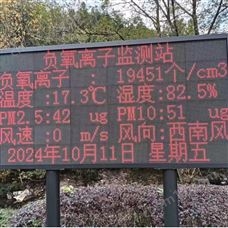 负氧离子监测站
负氧离子 : 19451个/cm3
温度:17.3℃ 湿度:82.5%
PM2.5:42 ug PM10:51 ug
风速:0 m/s 风向:西南风
2024年10月11日 星期五